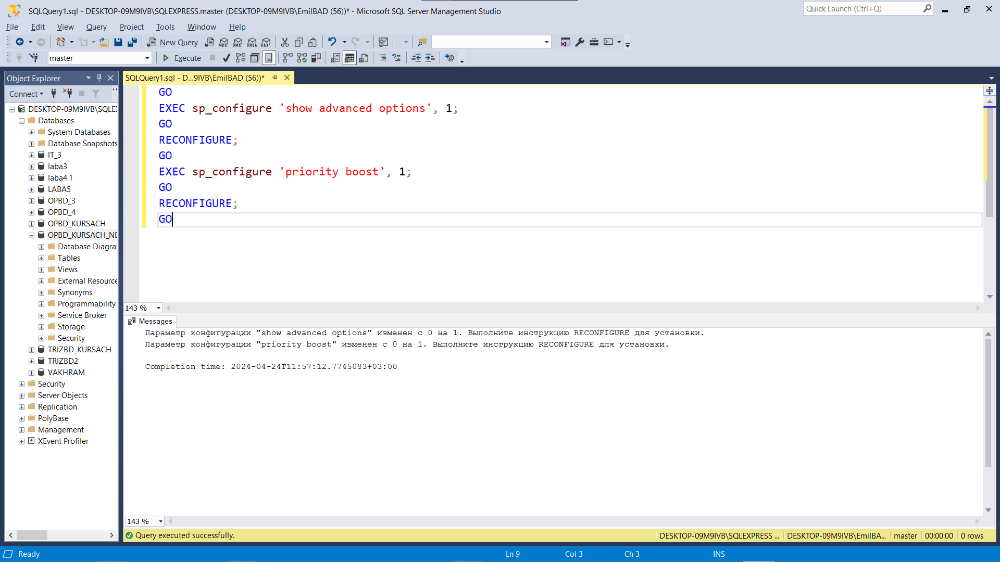 SQLQuery1.sql - DESKTOP-09M9IVB\SQLEXPRESS.master (DESKTOP-09M9IVB\EmilBAD (56))* - Microsoft SQL Server Management Studio
Quick Launch (Ctrl+Q)
File Edit View Query Project Tools Window Help
New Query MDX DMX XMLA DAX
master
Execute
Object Explorer
Connect
DESKTOP-09M9IVB\SQLE
Databases
System Databases
Database Snapshots
IT_3
laba3
laba4.1
LABA5
OPBD_3
OPBD_4
OPBD_KURSACH
OPBD_KURSACH_NE
Database Diagra
Tables
Views
External Resource
Synonyms
Programmability
Service Broker
Storage
Security
TRIZBD_KURSACH
TRIZBD2
VAKHRAM
Security
Server Objects
Replication
PolyBase
Management
XEvent Profiler
SQLQuery1.sql - D...9IVB\EmilBAD (56))*
GO
EXEC sp_configure 'show advanced options', 1;
GO
RECONFIGURE;
GO
EXEC sp_configure 'priority boost', 1;
GO
RECONFIGURE;
GO
143 %
Messages
Параметр конфигурации "show advanced options" изменен с 0 на 1. Выполните инструкцию RECONFIGURE для установки.
Параметр конфигурации "priority boost" изменен с 0 на 1. Выполните инструкцию RECONFIGURE для установки.
Completion time: 2024-04-24T11:57:12.7745083+03:00
143 %
Query executed successfully.
DESKTOP-09M9IVB\SQLEXPRESS ... DESKTOP-09M9IVB\EmilBA... master 00:00:00 0 rows
Ready Ln 9 Col 3 Ch 3 INS